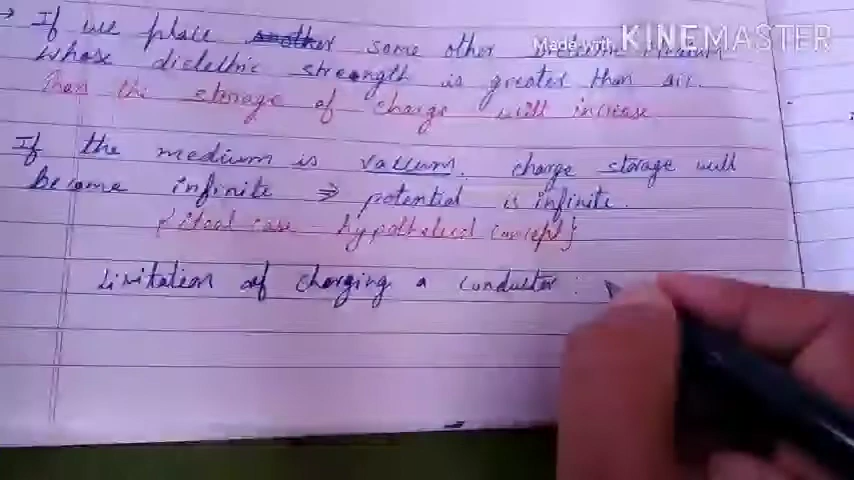 → If we place another some other
Made with KINEMASTER
whose dielectric strength is greater than air.
Then the storage of charge will increase
If the medium is vaccum. charge storage will
become infinite ⇒ potential is infinite.
{ideal case - hypothetical concept}
Limitation of charging a conductor :